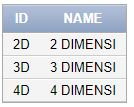 ID NAME
2D 2 DIMENSI
3D 3 DIMENSI
4D 4 DIMENSI